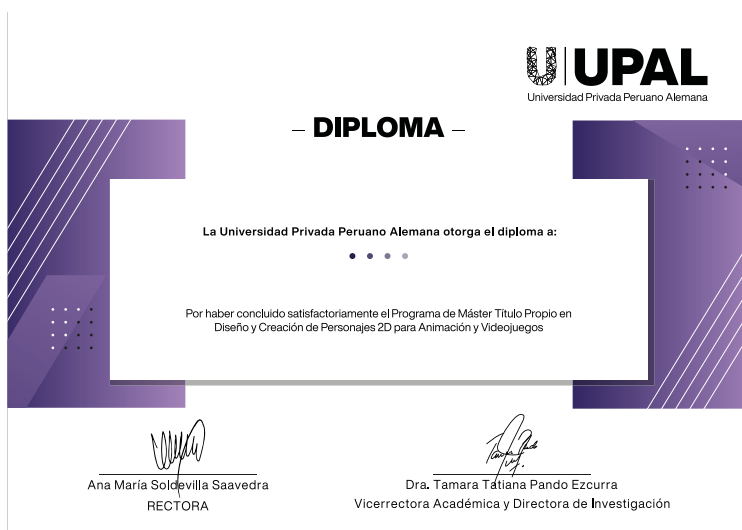 UPAL
Universidad Privada Peruano Alemana
– DIPLOMA –
La Universidad Privada Peruano Alemana otorga el diploma a:
Por haber concluido satisfactoriamente el Programa de Máster Título Propio en
Diseño y Creación de Personajes 2D para Animación y Videojuegos
Ana María Soldevilla Saavedra
RECTORA
Dra. Tamara Tatiana Pando Ezcurra
Vicerrectora Académica y Directora de Investigación